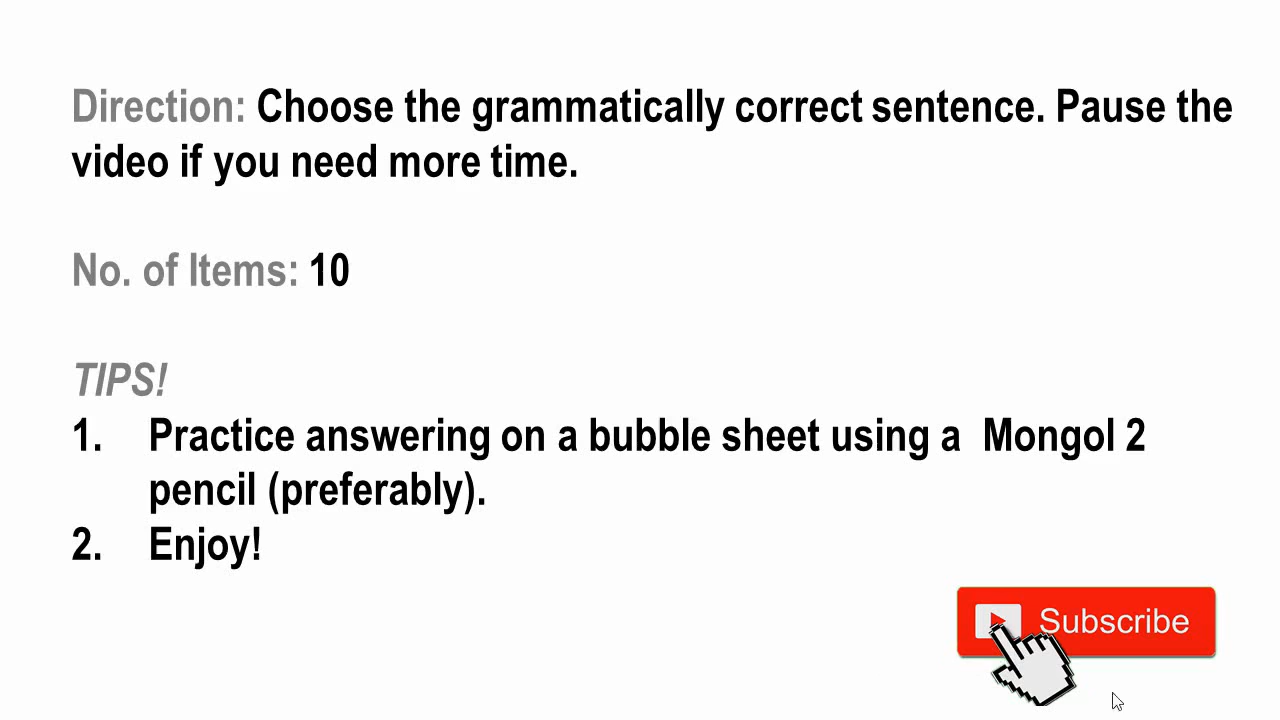 Direction: Choose the grammatically correct sentence. Pause the
video if you need more time.
No. of Items: 10
TIPS!
1. Practice answering on a bubble sheet using a  Mongol 2
pencil (preferably).
2. Enjoy!
Subscribe